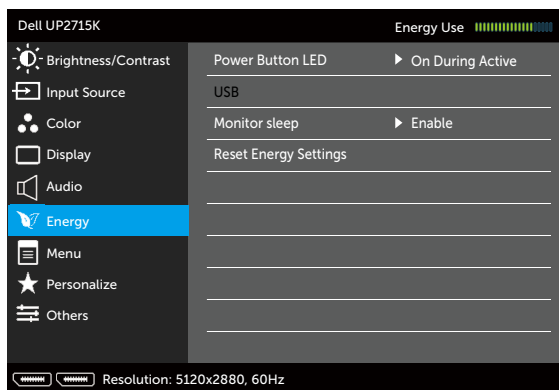 Dell UP2715K
Energy Use
Brightness/Contrast
Input Source
Color
Display
Audio
Energy
Menu
Personalize
Others
Power Button LED
On During Active
USB
Monitor sleep
Enable
Reset Energy Settings
Resolution: 5120x2880, 60Hz